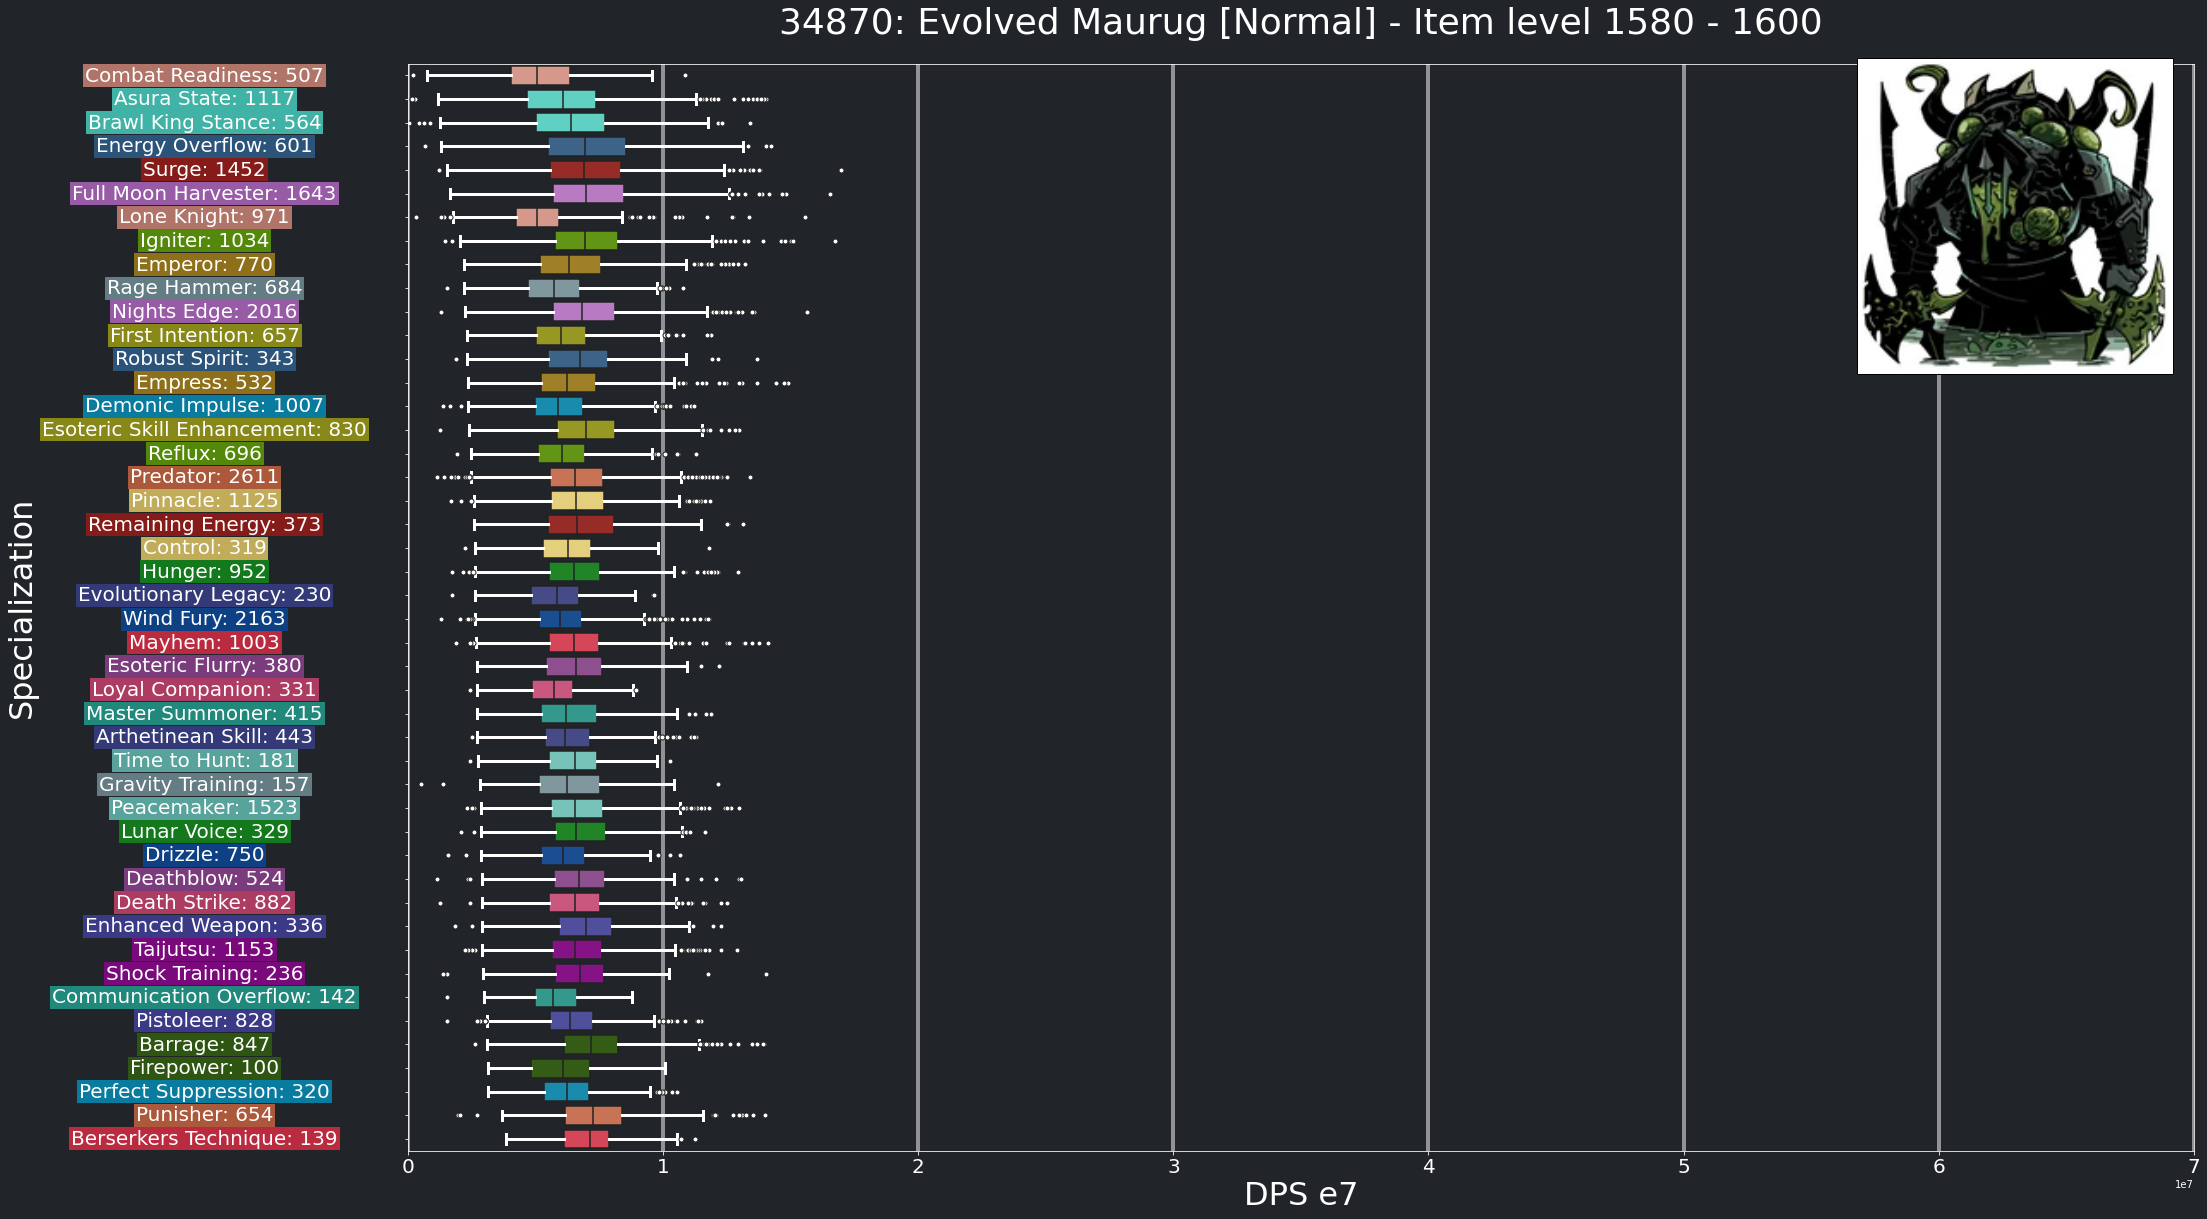 34870: Evolved Maurug [Normal] - Item level 1580 - 1600
Specialization
Combat Readiness: 507
Asura State: 1117
Brawl King Stance: 564
Energy Overflow: 601
Surge: 1452
Full Moon Harvester: 1643
Lone Knight: 971
Igniter: 1034
Emperor: 770
Rage Hammer: 684
Nights Edge: 2016
First Intention: 657
Robust Spirit: 343
Empress: 532
Demonic Impulse: 1007
Esoteric Skill Enhancement: 830
Reflux: 696
Predator: 2611
Pinnacle: 1125
Remaining Energy: 373
Control: 319
Hunger: 952
Evolutionary Legacy: 230
Wind Fury: 2163
Mayhem: 1003
Esoteric Flurry: 380
Loyal Companion: 331
Master Summoner: 415
Arthetinean Skill: 443
Time to Hunt: 181
Gravity Training: 157
Peacemaker: 1523
Lunar Voice: 329
Drizzle: 750
Deathblow: 524
Death Strike: 882
Enhanced Weapon: 336
Taijutsu: 1153
Shock Training: 236
Communication Overflow: 142
Pistoleer: 828
Barrage: 847
Firepower: 100
Perfect Suppression: 320
Punisher: 654
Berserkers Technique: 139
0 1 2 3 4 5 6 7
1e7
DPS e7